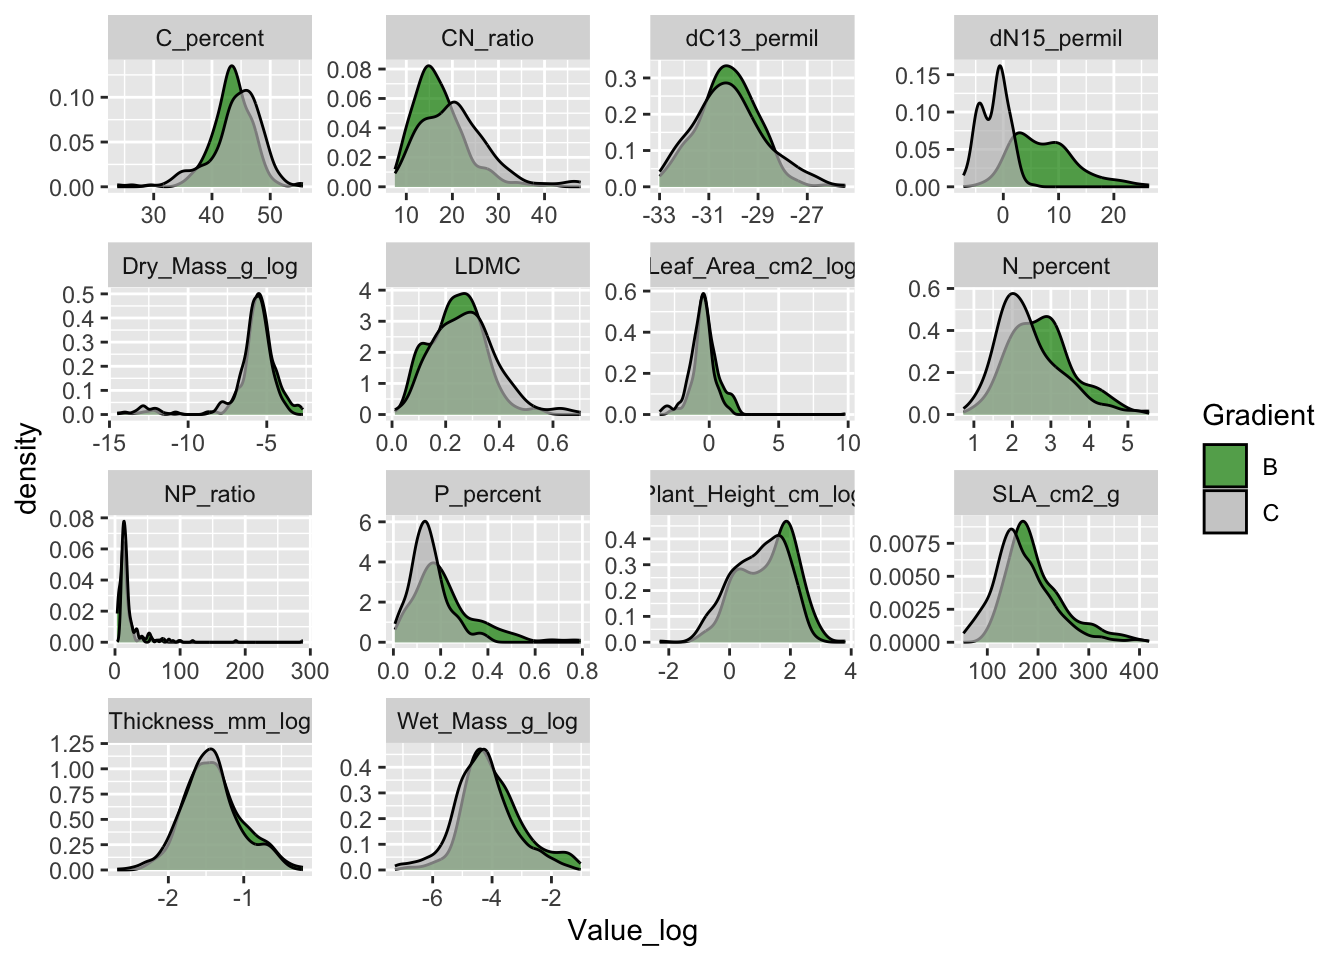 C_percent CN_ratio dC13_permil dN15_permil
0.00 0.05 0.10
30 40 50
0.00 0.02 0.04 0.06 0.08
10 20 30 40
0.0 0.1 0.2 0.3
-33 -31 -29 -27
0.00 0.05 0.10 0.15
0 10 20
Dry_Mass_g_log LDMC Leaf_Area_cm2_log N_percent
0.0 0.1 0.2 0.3 0.4 0.5
-15 -10 -5
0 1 2 3 4
0.0 0.2 0.4 0.6
0.0 0.2 0.4 0.6
0 5 10
0.0 0.2 0.4 0.6
1 2 3 4 5
NP_ratio P_percent Plant_Height_cm_log SLA_cm2_g
0.00 0.02 0.04 0.06 0.08
0 100 200 300
0 2 4 6
0.0 0.2 0.4 0.6 0.8
0.0 0.1 0.2 0.3 0.4
-2 0 2 4
0.0000 0.0025 0.0050 0.0075
100 200 300 400
Thickness_mm_log Wet_Mass_g_log
0.00 0.25 0.50 0.75 1.00 1.25
-2 -1
0.0 0.1 0.2 0.3 0.4
-6 -4 -2
density
Value_log
Gradient
B
C